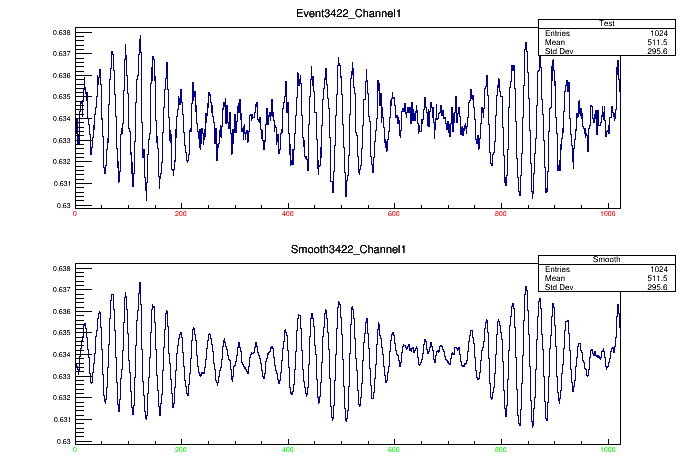 Event3422_Channel1
Test
Entries 1024
Mean 511.5
Std Dev 295.6
0.638
0.637
0.636
0.635
0.634
0.633
0.632
0.631
0.63
0 200 400 600 800 1000
Smooth3422_Channel1
Smooth
Entries 1024
Mean 511.5
Std Dev 295.6
0.638
0.637
0.636
0.635
0.634
0.633
0.632
0.631
0.63
0 200 400 600 800 1000